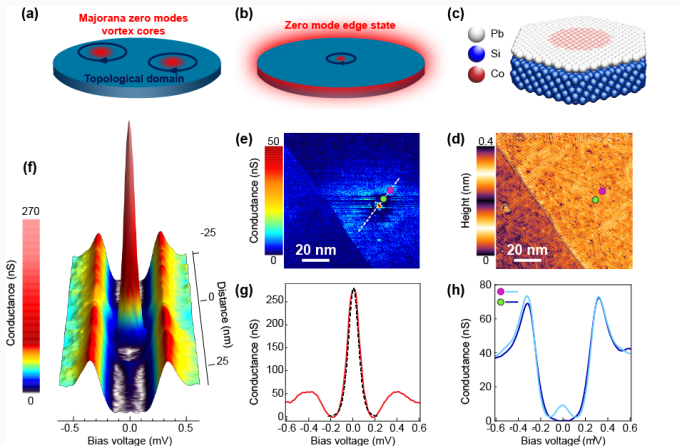 (a)
Majorana zero modes
vortex cores
Topological domain
(b)
Zero mode edge state
(c)
Pb
Si
Co
(f)
270
Conductance (nS)
0
-25
0
25
Distance (nm)
-0.5
0.0
0.5
Bias voltage (mV)
(e)
50
Conductance (nS)
0
20 nm
(d)
0.4
Height (nm)
0
20 nm
(g)
Conductance (nS)
250
200
150
100
50
0
-0.6
-0.4
-0.2
0.0
0.2
0.4
0.6
Bias voltage (mV)
(h)
Conductance (nS)
80
60
40
20
0
-0.6
-0.4
-0.2
0.0
0.2
0.4
0.6
Bias voltage (mV)